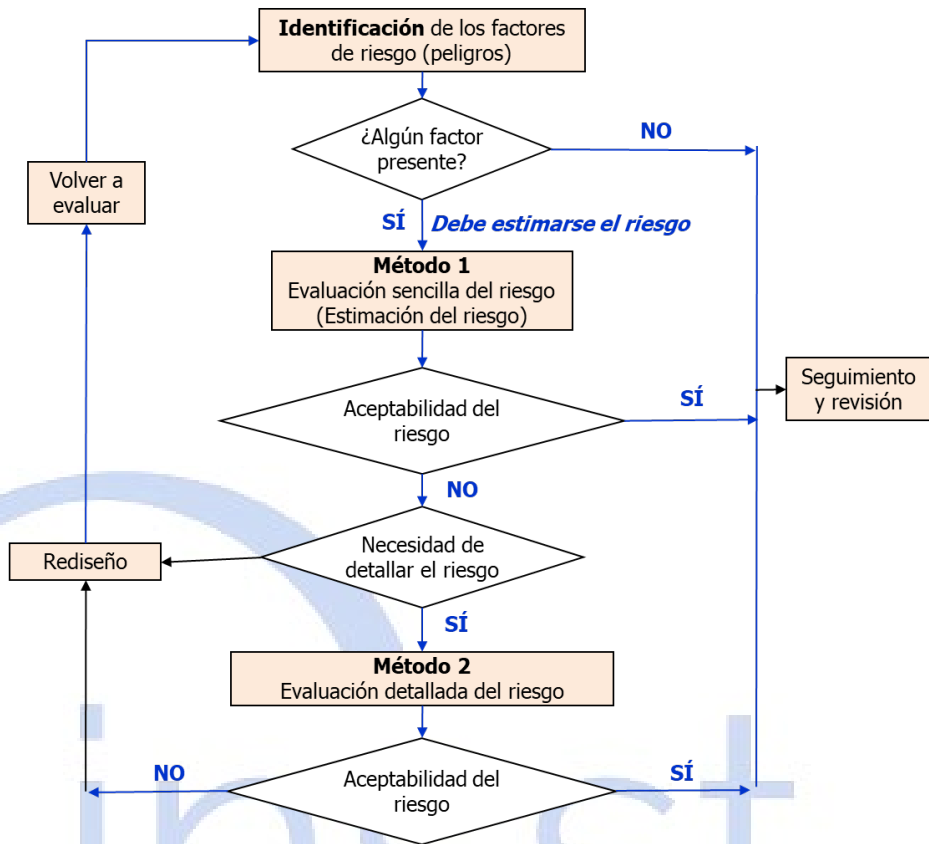 Identificación de los factores
de riesgo (peligros)
¿Algún factor
presente?
NO
Volver a
evaluar
SÍ
Debe estimarse el riesgo
Método 1
Evaluación sencilla del riesgo
(Estimación del riesgo)
Aceptabilidad del
riesgo
SÍ
Seguimiento
y revisión
NO
Necesidad de
detallar el riesgo
Rediseño
SÍ
Método 2
Evaluación detallada del riesgo
Aceptabilidad del
riesgo
NO
SÍ